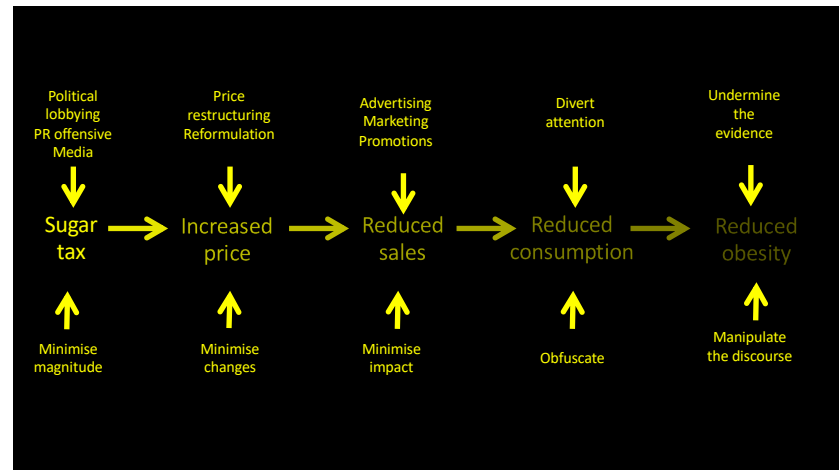 Political
lobbying
PR offensive
Media
Price
restructuring
Reformulation
Advertising
Marketing
Promotions
Divert
attention
Undermine
the
evidence
Sugar
tax
Increased
price
Reduced
sales
Reduced
consumption
Reduced
obesity
Minimise
magnitude
Minimise
changes
Minimise
impact
Obfuscate
Manipulate
the discourse